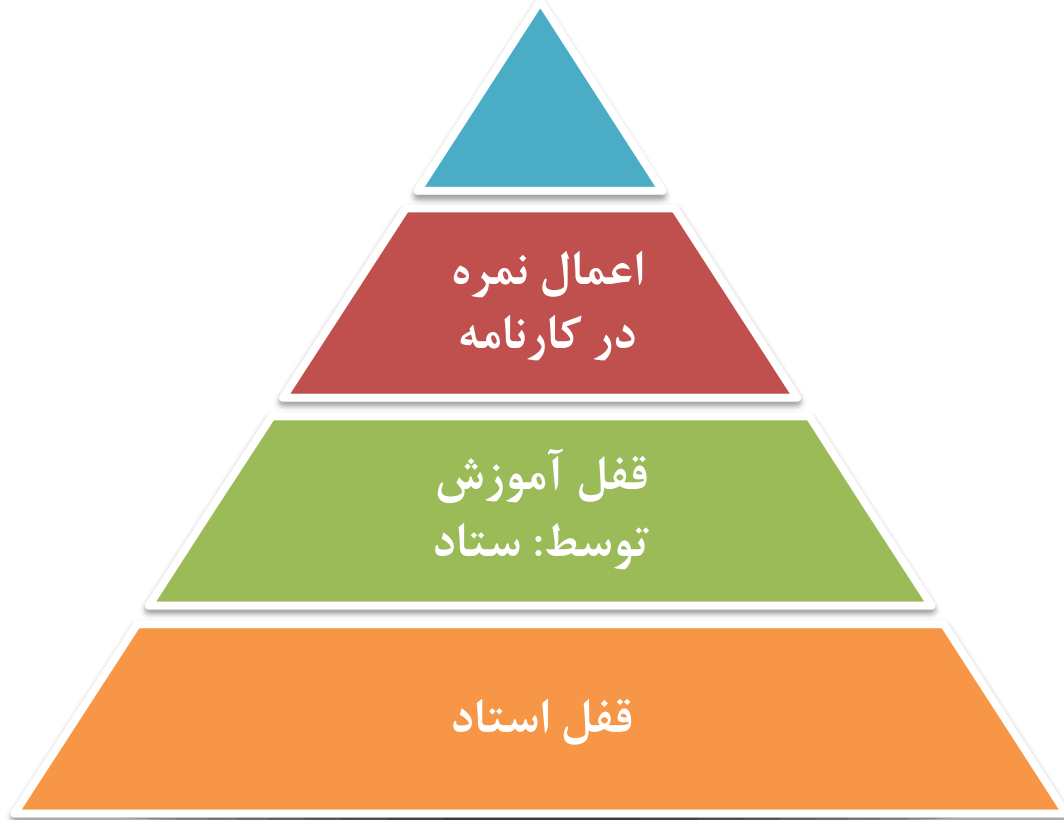 اعمال نمره
در کارنامه
قفل آموزش
توسط: ستاد
قفل استاد